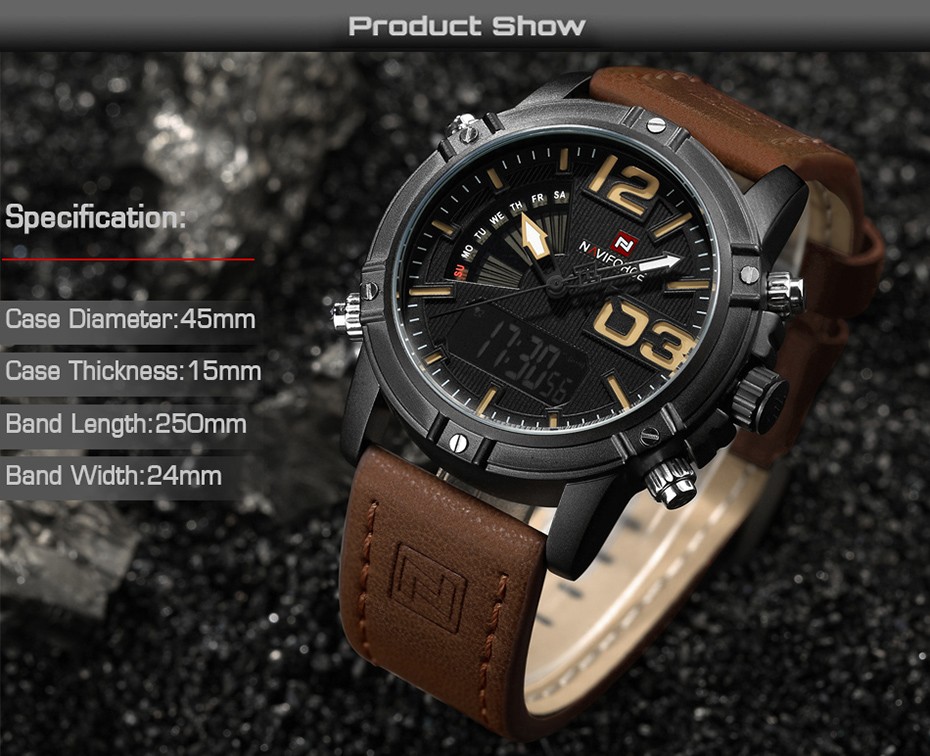 Product Show
Specification:
Case Diameter:45mm
Case Thickness:15mm
Band Length:250mm
Band Width:24mm
12
SU MO TU WE TH FR SA
NAVIFORCE
03
17:30 56